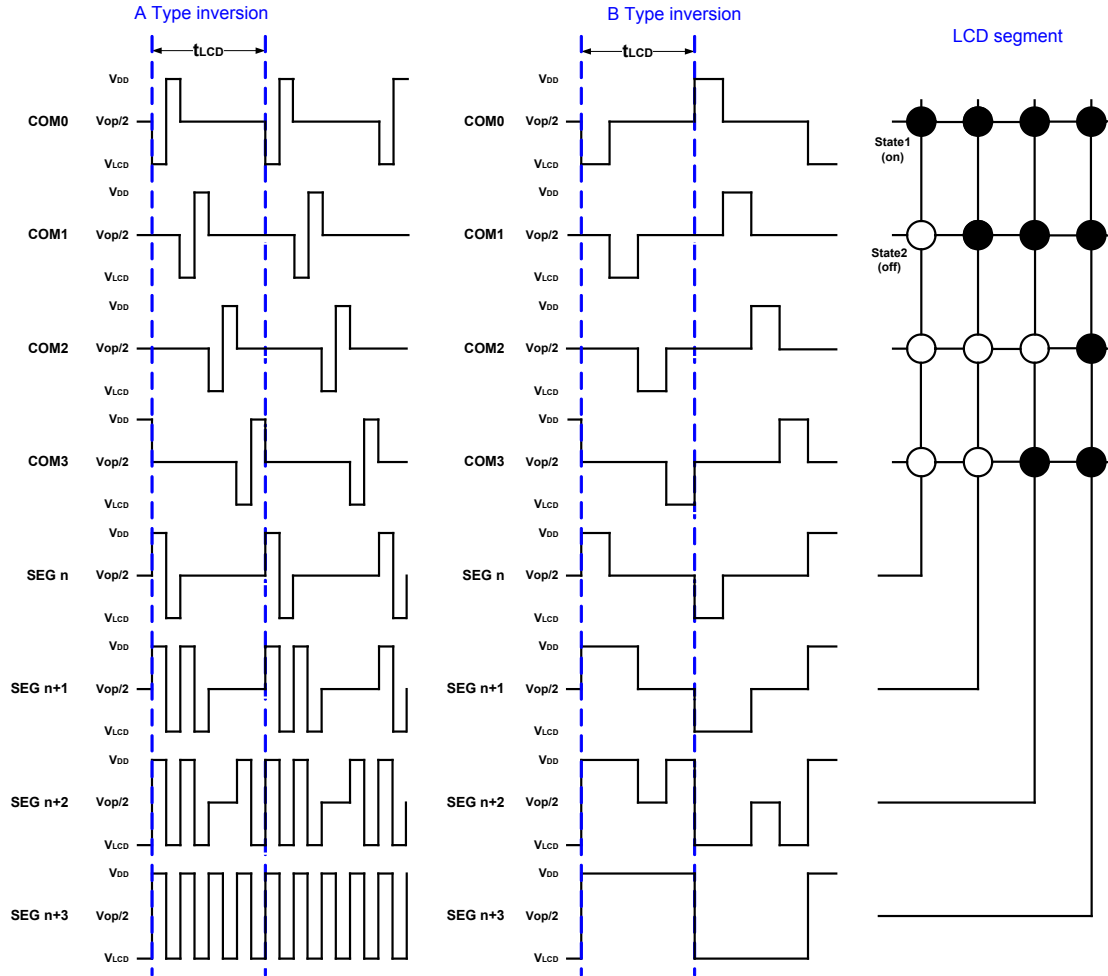 A Type inversion
B Type inversion
LCD segment
tLCD
tLCD
VDD
COM0 Vop/2
VLCD
VDD
COM1 Vop/2
VLCD
VDD
COM2 Vop/2
VLCD
VDD
COM3 Vop/2
VLCD
VDD
SEG n Vop/2
VLCD
VDD
SEG n+1 Vop/2
VLCD
VDD
SEG n+2 Vop/2
VLCD
VDD
SEG n+3 Vop/2
VLCD
VDD
COM0 Vop/2
VLCD
VDD
COM1 Vop/2
VLCD
VDD
COM2 Vop/2
VLCD
VDD
COM3 Vop/2
VLCD
VDD
SEG n Vop/2
VLCD
VDD
SEG n+1 Vop/2
VLCD
VDD
SEG n+2 Vop/2
VLCD
VDD
SEG n+3 Vop/2
VLCD
State1
(on)
State2
(off)